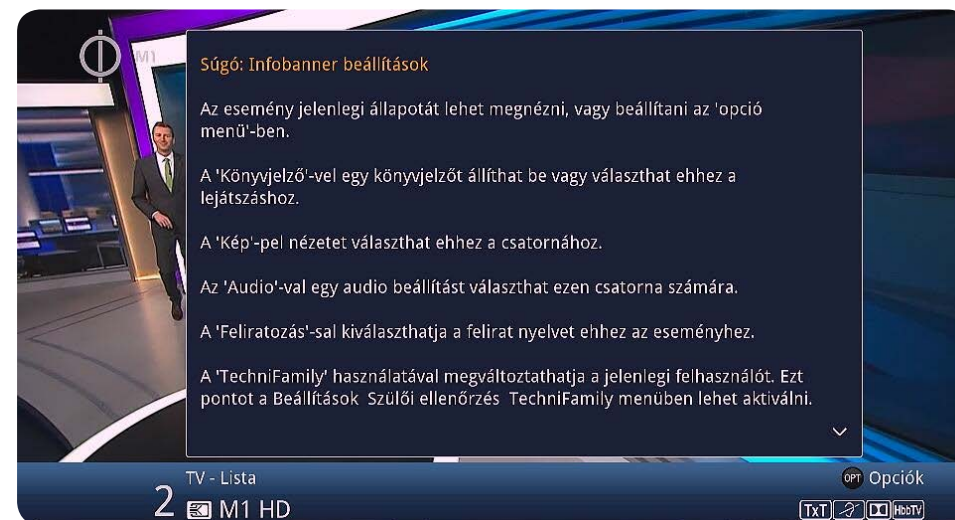 M1
Súgó: Infobanner beállítások
Az esemény jelenlegi állapotát lehet megnézni, vagy beállítani az 'opció
menü'-ben.
A 'Könyvjelző'-vel egy könyvjelzőt állíthat be vagy választhat ehhez a
lejátszáshoz.
A 'Kép'-pel nézetet választhat ehhez a csatornához.
Az 'Audio'-val egy audio beállítást választhat ezen csatorna számára.
A 'Feliratozás'-sal kiválaszthatja a felirat nyelvet ehhez az eseményhez.
A 'TechniFamily' használatával megváltoztathatja a jelenlegi felhasználót. Ezt
pontot a Beállítások Szülői ellenőrzés TechniFamily menüben lehet aktiválni.
TV - Lista
OPT Opciók
2 M1 HD
TxT HbbTV